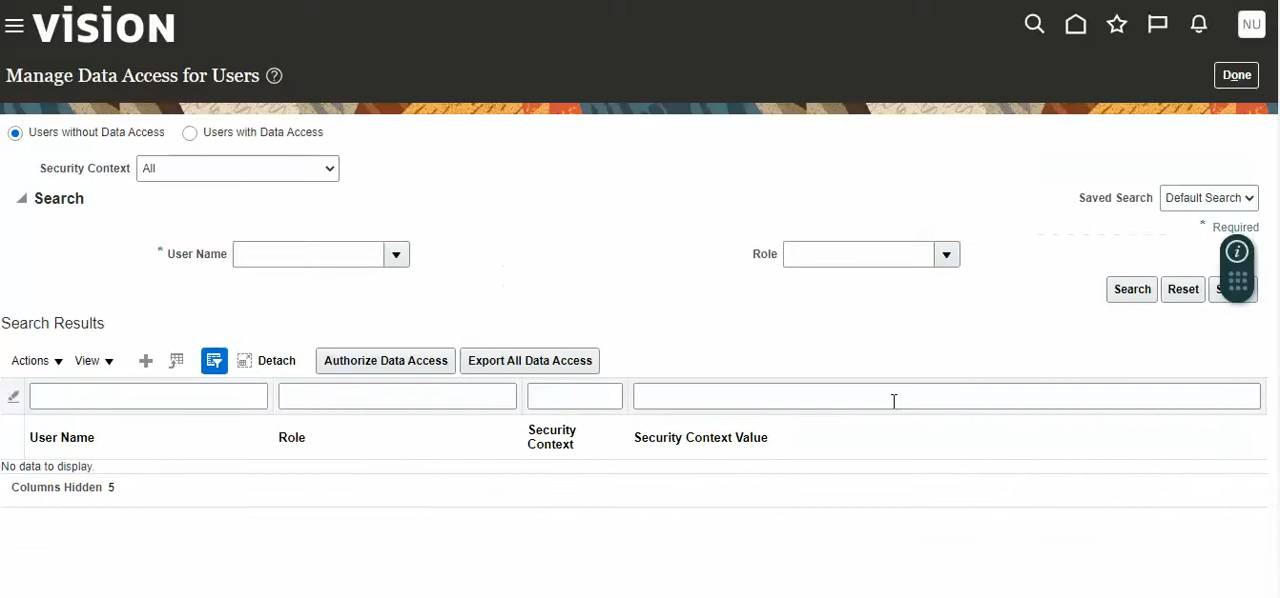 vision
NU
Manage Data Access for Users ?
Done
Users without Data Access Users with Data Access
Security Context All
Search
Saved Search Default Search
* Required
* User Name Role
Search Reset
Search Results
Actions View Detach Authorize Data Access Export All Data Access
User Name Role Security Context Security Context Value
No data to display.
Columns Hidden 5